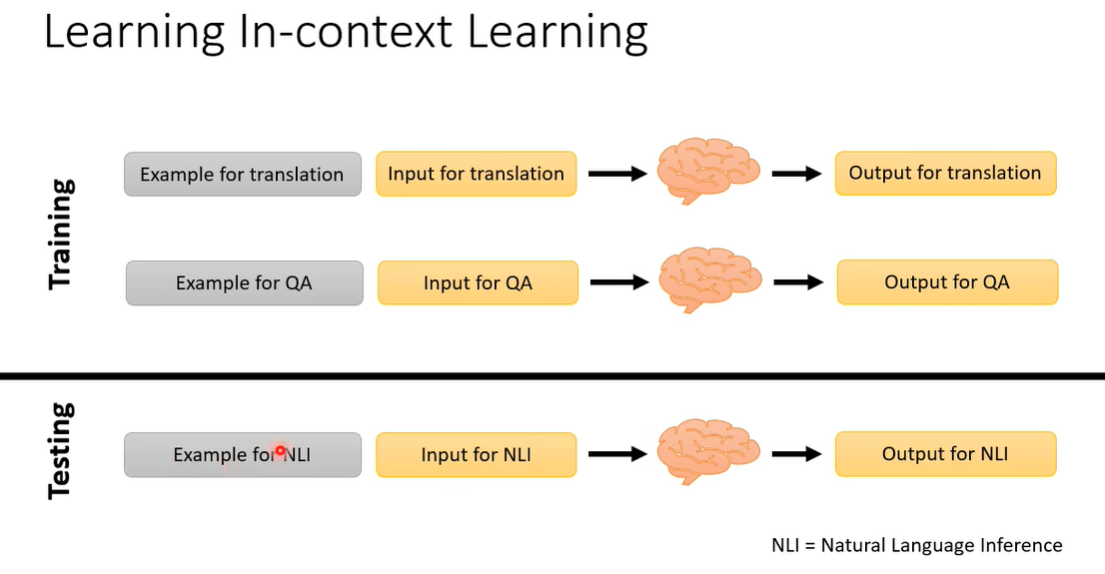 Learning In-context Learning
Training
Example for translation
Input for translation
Output for translation
Example for QA
Input for QA
Output for QA
Testing
Example for NLI
Input for NLI
Output for NLI
NLI = Natural Language Inference